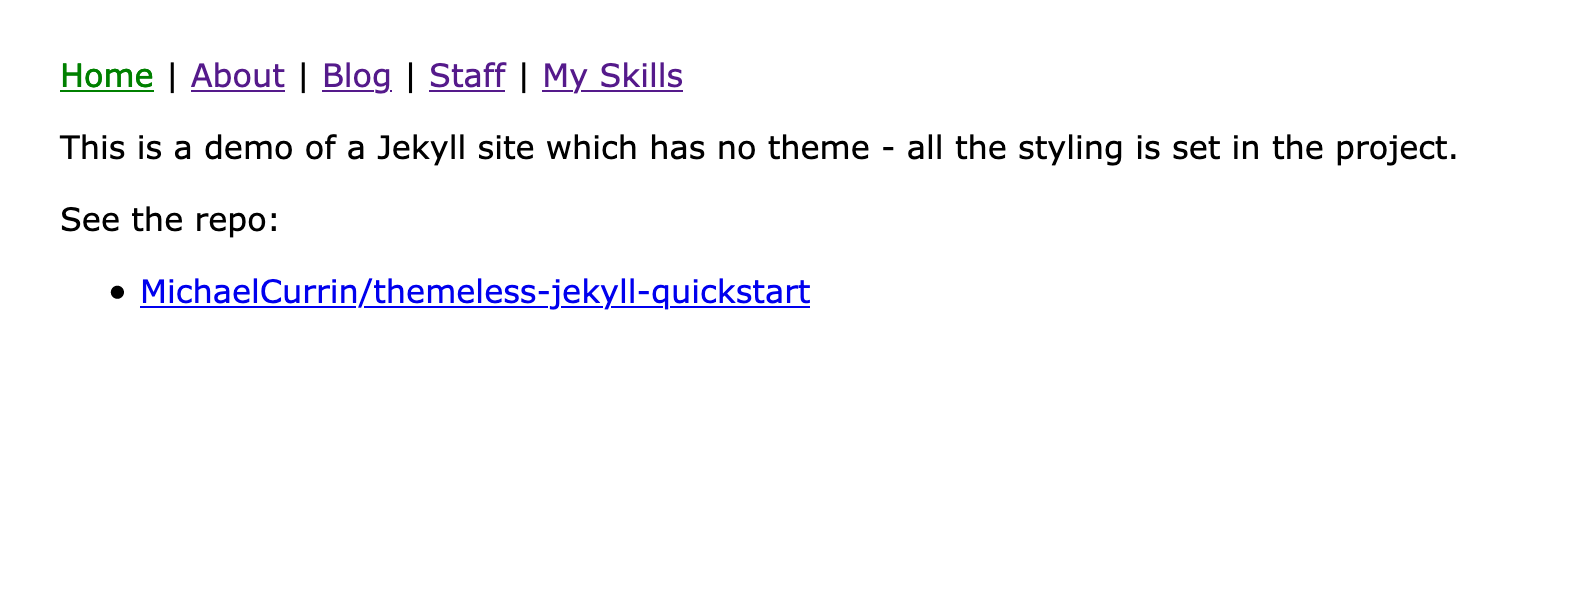 Home | About | Blog | Staff | My Skills
This is a demo of a Jekyll site which has no theme - all the styling is set in the project.
See the repo:
• MichaelCurrin/themeless-jekyll-quickstart